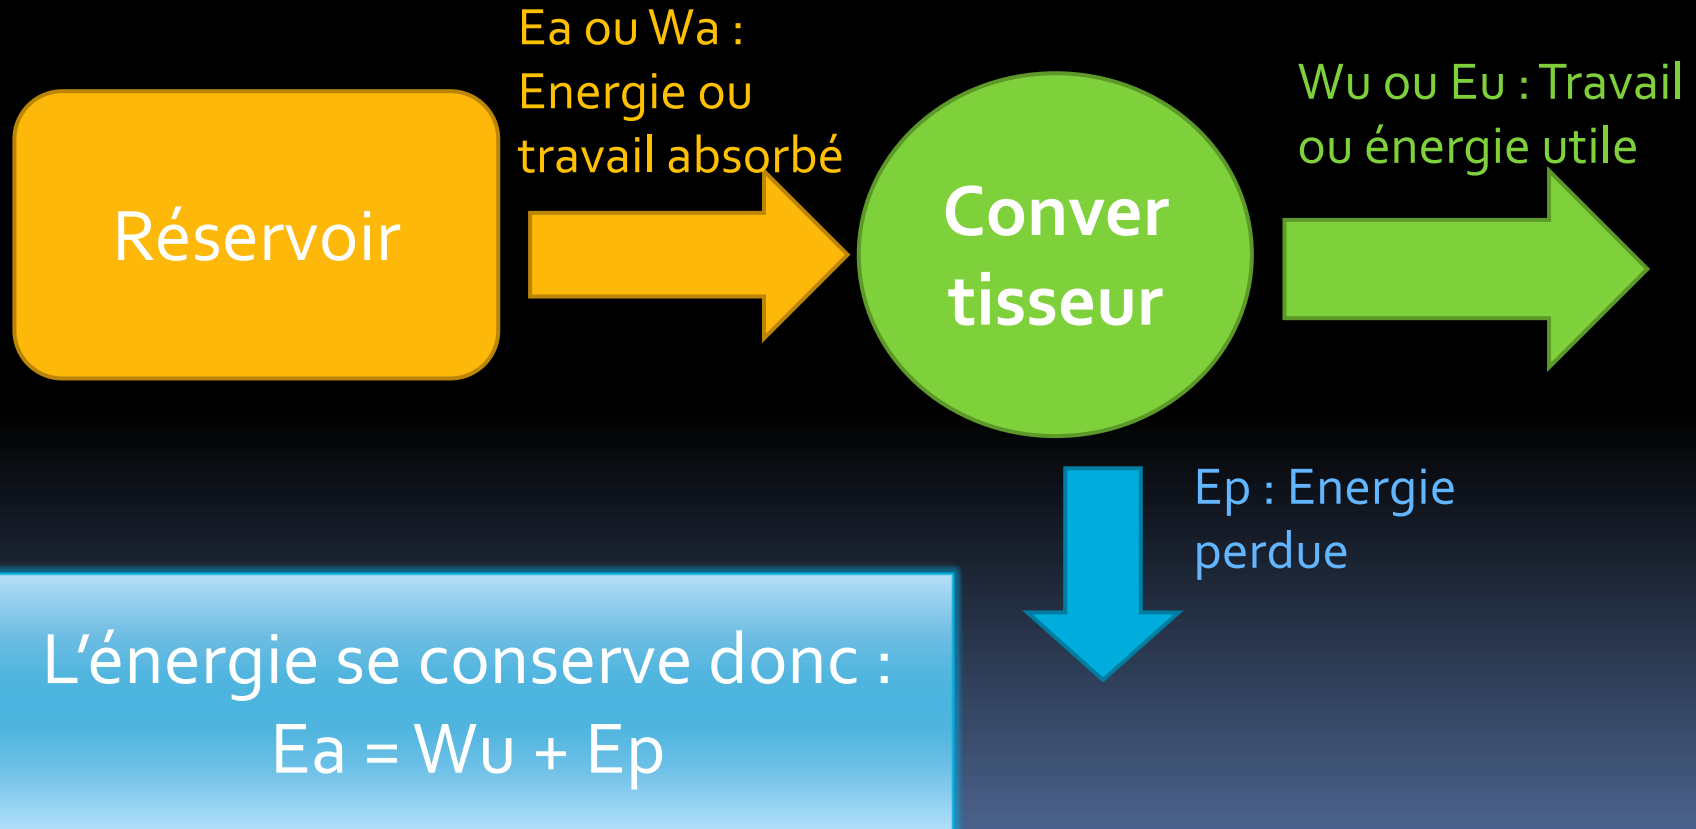 Réservoir
Ea ou Wa :
Energie ou
travail absorbé
Conver
tisseur
Wu ou Eu : Travail
ou énergie utile
Ep : Energie
perdue
L’énergie se conserve donc :
Ea = Wu + Ep